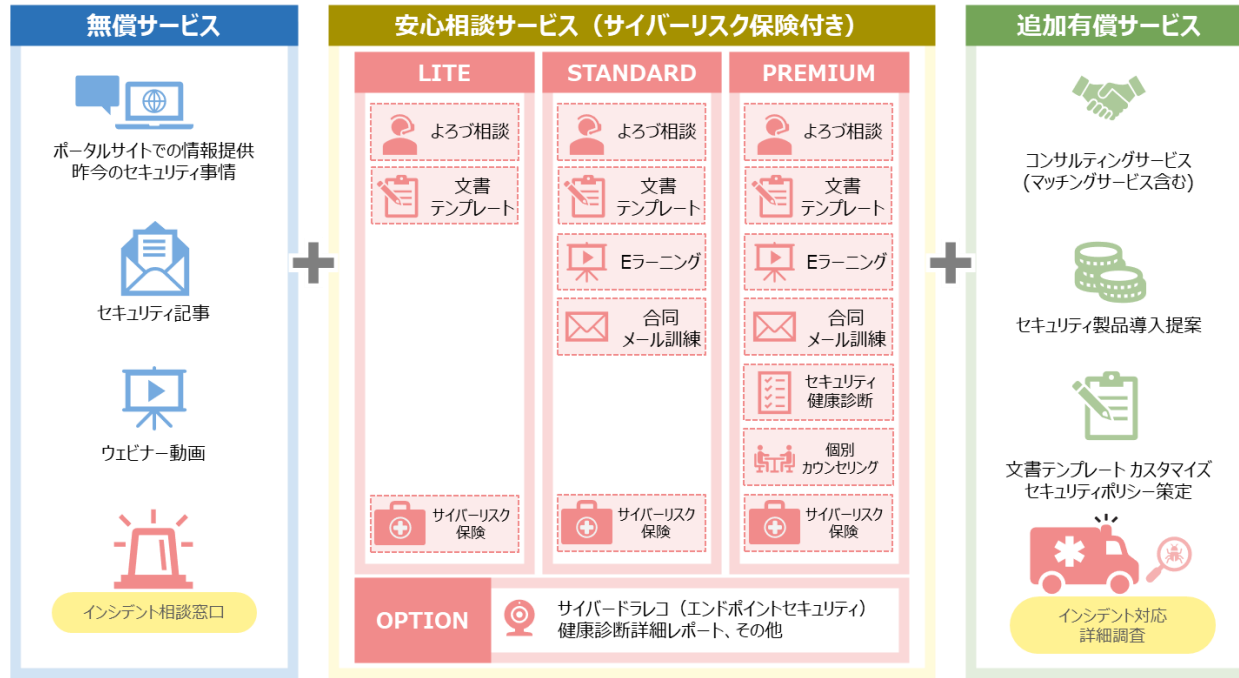 無償サービス
ポータルサイトでの情報提供
昨今のセキュリティ事情
セキュリティ記事
ウェビナー動画
インシデント相談窓口
安心相談サービス（サイバーリスク保険付き）
LITE
よろづ相談
文書
テンプレート
サイバーリスク
保険
STANDARD
よろづ相談
文書
テンプレート
Eラーニング
合同
メール訓練
サイバーリスク
保険
PREMIUM
よろづ相談
文書
テンプレート
Eラーニング
合同
メール訓練
セキュリティ
健康診断
個別
カウンセリング
サイバーリスク
保険
OPTION
サイバードラレコ（エンドポイントセキュリティ）
健康診断詳細レポート、その他
追加有償サービス
コンサルティングサービス
(マッチングサービス含む)
セキュリティ製品導入提案
文書テンプレート カスタマイズ
セキュリティポリシー策定
インシデント対応
詳細調査